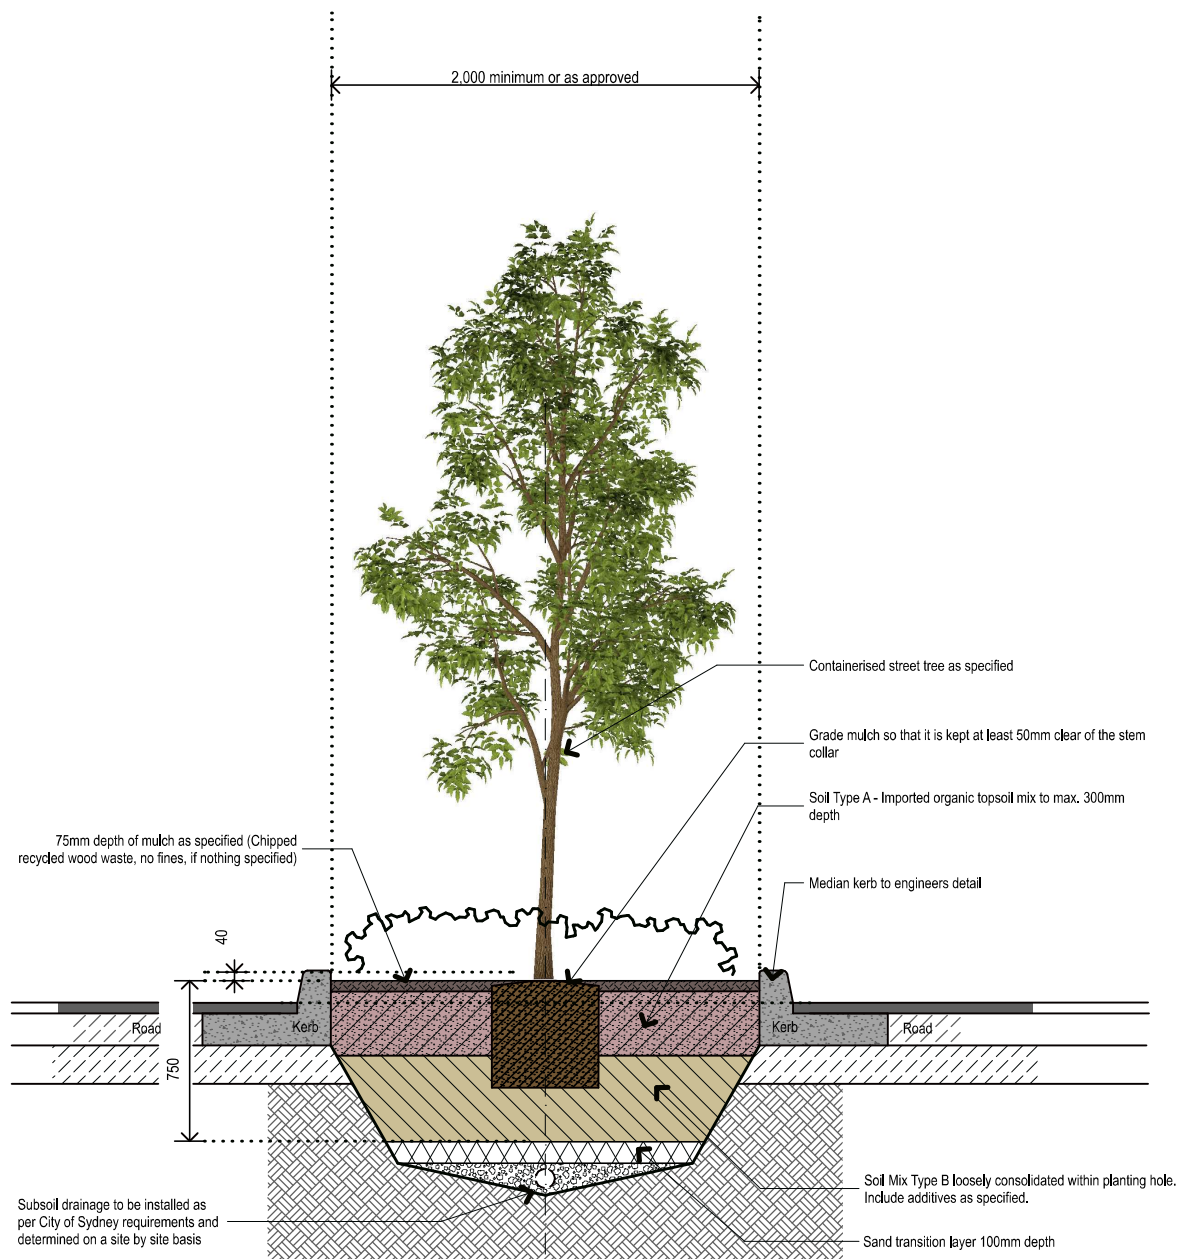 2,000 minimum or as approved
Containerised street tree as specified
Grade mulch so that it is kept at least 50mm clear of the stem
collar
Soil Type A - Imported organic topsoil mix to max. 300mm
depth
75mm depth of mulch as specified (Chipped
recycled wood waste, no fines, if nothing specified)
Median kerb to engineers detail
40
Road
Kerb
Kerb
Road
750
Soil Mix Type B loosely consolidated within planting hole.
Include additives as specified.
Subsoil drainage to be installed as
per City of Sydney requirements and
determined on a site by site basis
Sand transition layer 100mm depth